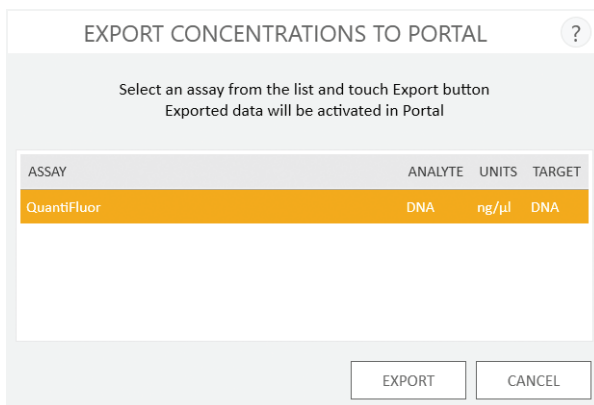 EXPORT CONCENTRATIONS TO PORTAL ?
Select an assay from the list and touch Export button
Exported data will be activated in Portal
ASSAY ANALYTE UNITS TARGET
QuantiFluor DNA ng/µl DNA
EXPORT CANCEL